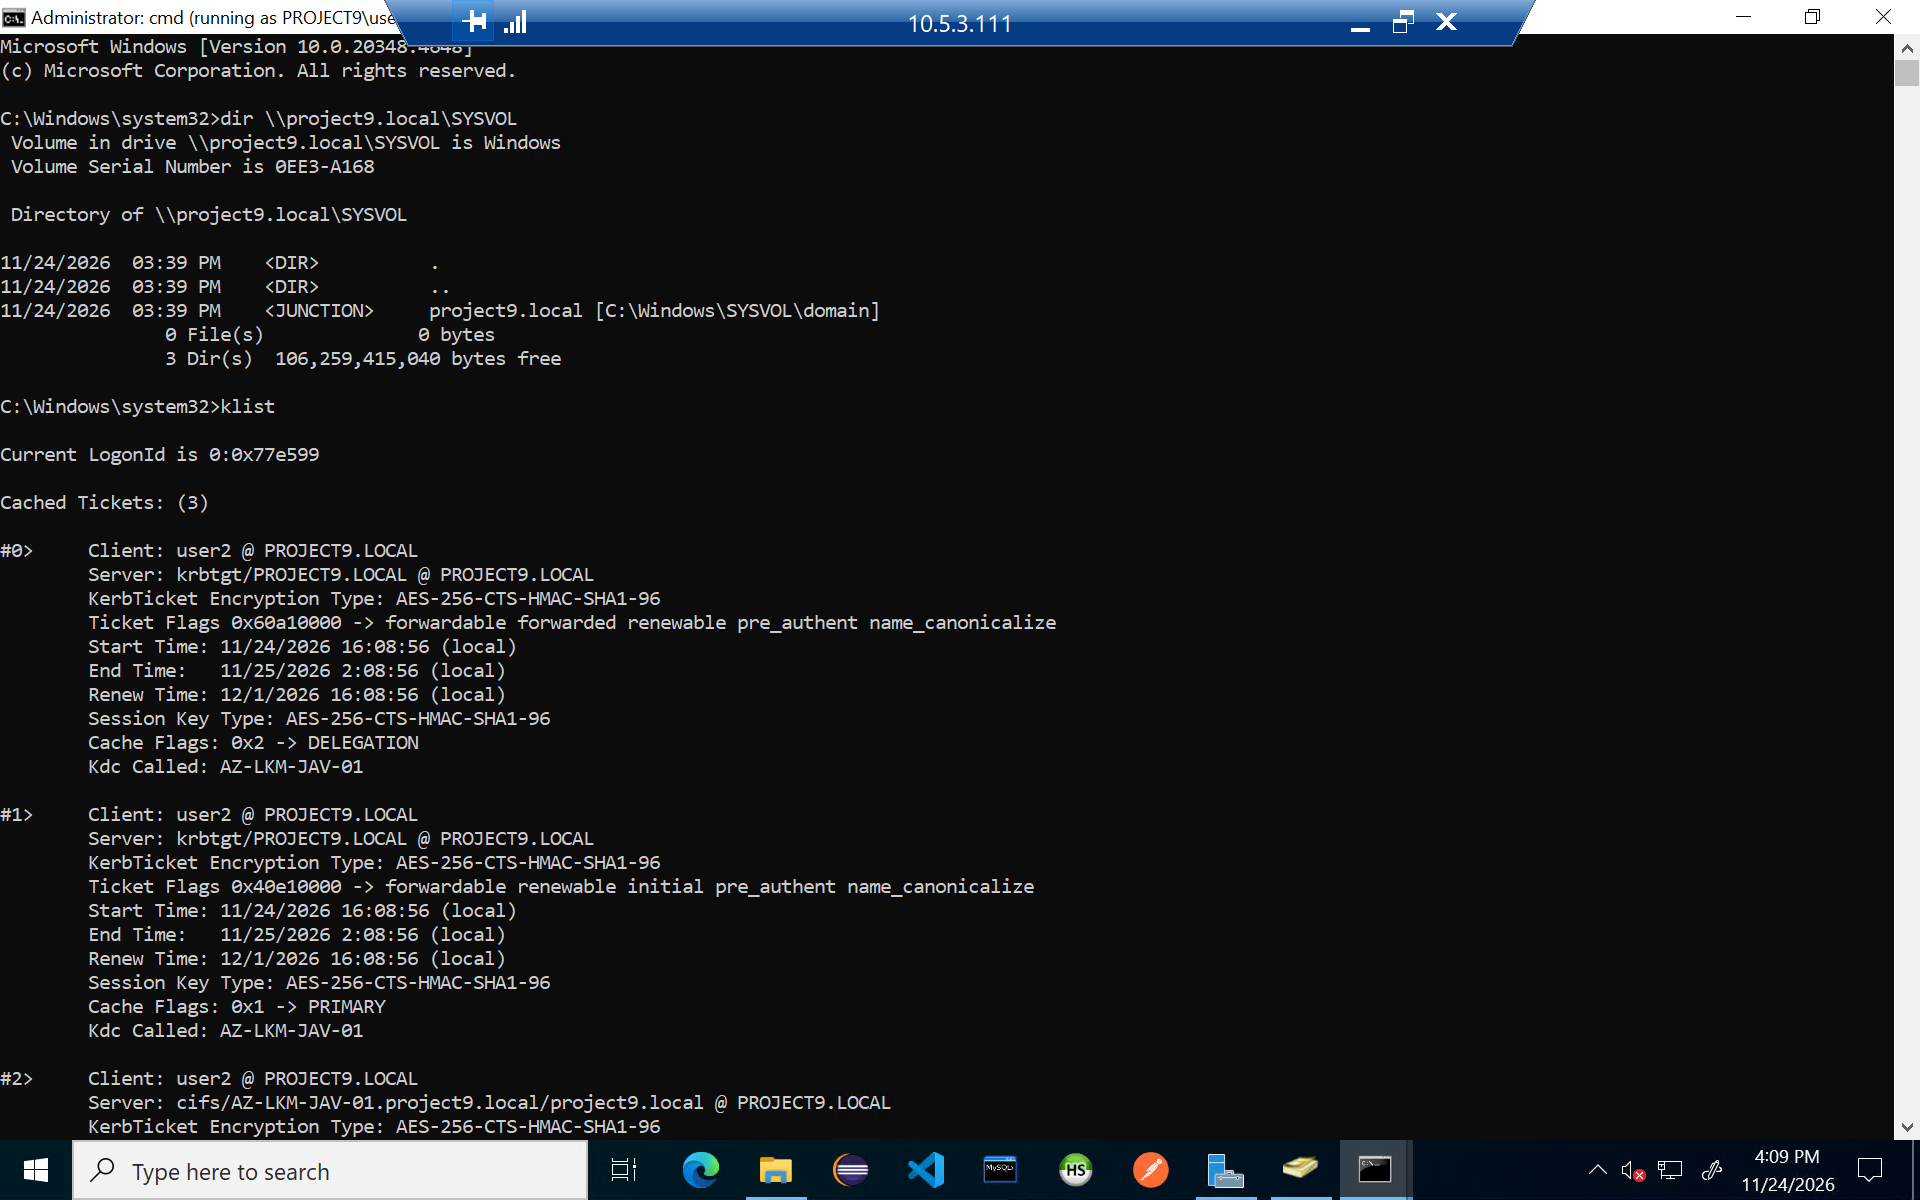 Administrator: cmd (running as PROJECT9\use
10.5.3.111
Microsoft Windows [Version 10.0.20348.4648]
(c) Microsoft Corporation. All rights reserved.
C:\Windows\system32>dir \\project9.local\SYSVOL
 Volume in drive \\project9.local\SYSVOL is Windows
 Volume Serial Number is 0EE3-A168
 Directory of \\project9.local\SYSVOL
11/24/2026  03:39 PM    <DIR>          .
11/24/2026  03:39 PM    <DIR>          ..
11/24/2026  03:39 PM    <JUNCTION>     project9.local [C:\Windows\SYSVOL\domain]
               0 File(s)              0 bytes
               3 Dir(s)  106,259,415,040 bytes free
C:\Windows\system32>klist
Current LogonId is 0:0x77e599
Cached Tickets: (3)
#0>     Client: user2 @ PROJECT9.LOCAL
        Server: krbtgt/PROJECT9.LOCAL @ PROJECT9.LOCAL
        KerbTicket Encryption Type: AES-256-CTS-HMAC-SHA1-96
        Ticket Flags 0x60a10000 -> forwardable forwarded renewable pre_authent name_canonicalize
        Start Time: 11/24/2026 16:08:56 (local)
        End Time:   11/25/2026 2:08:56 (local)
        Renew Time: 12/1/2026 16:08:56 (local)
        Session Key Type: AES-256-CTS-HMAC-SHA1-96
        Cache Flags: 0x2 -> DELEGATION
        Kdc Called: AZ-LKM-JAV-01
#1>     Client: user2 @ PROJECT9.LOCAL
        Server: krbtgt/PROJECT9.LOCAL @ PROJECT9.LOCAL
        KerbTicket Encryption Type: AES-256-CTS-HMAC-SHA1-96
        Ticket Flags 0x40e10000 -> forwardable renewable initial pre_authent name_canonicalize
        Start Time: 11/24/2026 16:08:56 (local)
        End Time:   11/25/2026 2:08:56 (local)
        Renew Time: 12/1/2026 16:08:56 (local)
        Session Key Type: AES-256-CTS-HMAC-SHA1-96
        Cache Flags: 0x1 -> PRIMARY
        Kdc Called: AZ-LKM-JAV-01
#2>     Client: user2 @ PROJECT9.LOCAL
        Server: cifs/AZ-LKM-JAV-01.project9.local/project9.local @ PROJECT9.LOCAL
        KerbTicket Encryption Type: AES-256-CTS-HMAC-SHA1-96
Type here to search
MySQL
HS
4:09 PM
11/24/2026